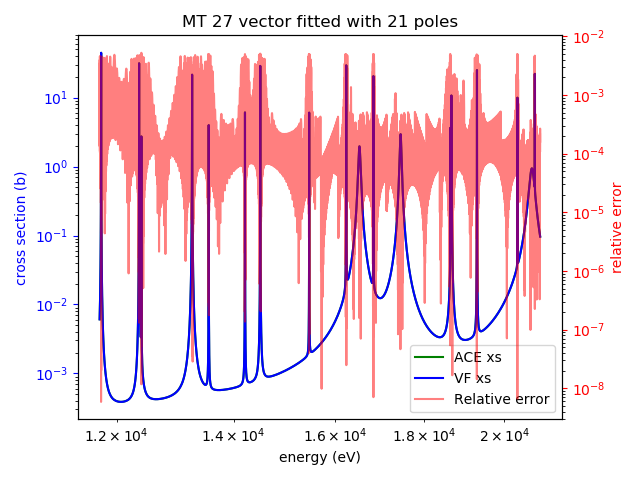 MT 27 vector fitted with 21 poles
cross section (b)
10¹
10⁰
10⁻¹
10⁻²
10⁻³
10⁻²
10⁻³
10⁻⁴
10⁻⁵
10⁻⁶
10⁻⁷
10⁻⁸
relative error
ACE xs
VF xs
Relative error
1.2 × 10⁴ 1.4 × 10⁴ 1.6 × 10⁴ 1.8 × 10⁴ 2 × 10⁴
energy (eV)